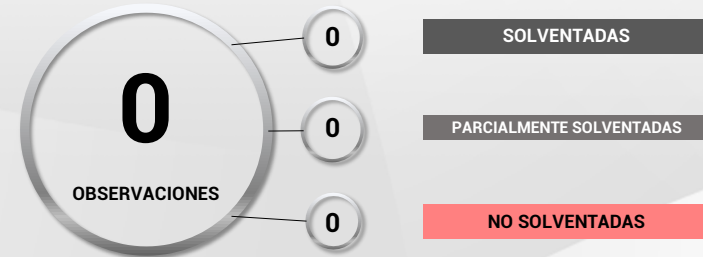 0
OBSERVACIONES
0 SOLVENTADAS
0 PARCIALMENTE SOLVENTADAS
0 NO SOLVENTADAS